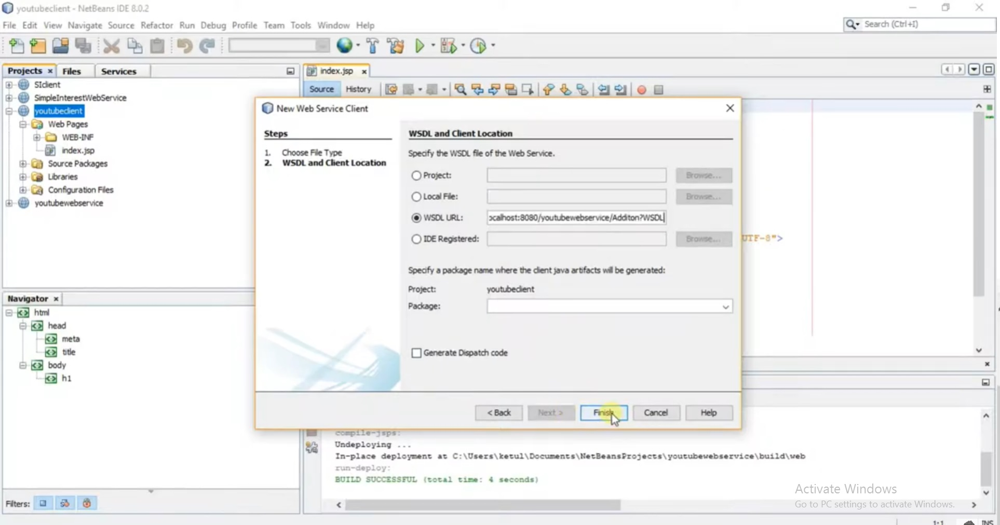 youtubeclient - NetBeans IDE 8.0.2
File Edit View Navigate Source Refactor Run Debug Profile Team Tools Window Help
Search (Ctrl+I)
Projects Files Services
index.jsp
Source History
SIclient
SimpleInterestWebService
youtubeclient
Web Pages
WEB-INF
index.jsp
Source Packages
Libraries
Configuration Files
youtubewebservice
New Web Service Client
Steps
1. Choose File Type
2. WSDL and Client Location
WSDL and Client Location
Specify the WSDL file of the Web Service.
Project: Browse...
Local File: Browse...
WSDL URL: ocalhost:8080/youtubewebservice/Additon?WSDL
IDE Registered: Browse...
Specify a package name where the client java artifacts will be generated:
Project: youtubeclient
Package:
Generate Dispatch code
< Back Next > Finish Cancel Help
UTF-8">
Navigator
html
head
meta
title
body
h1
Filters:
compile-jsps:
Undeploying ...
In-place deployment at C:\Users\ketul\Documents\NetBeansProjects\youtubewebservice\build\web
run-deploy:
BUILD SUCCESSFUL (total time: 4 seconds)
Activate Windows
Go to PC settings to activate Windows.
1:1 INS